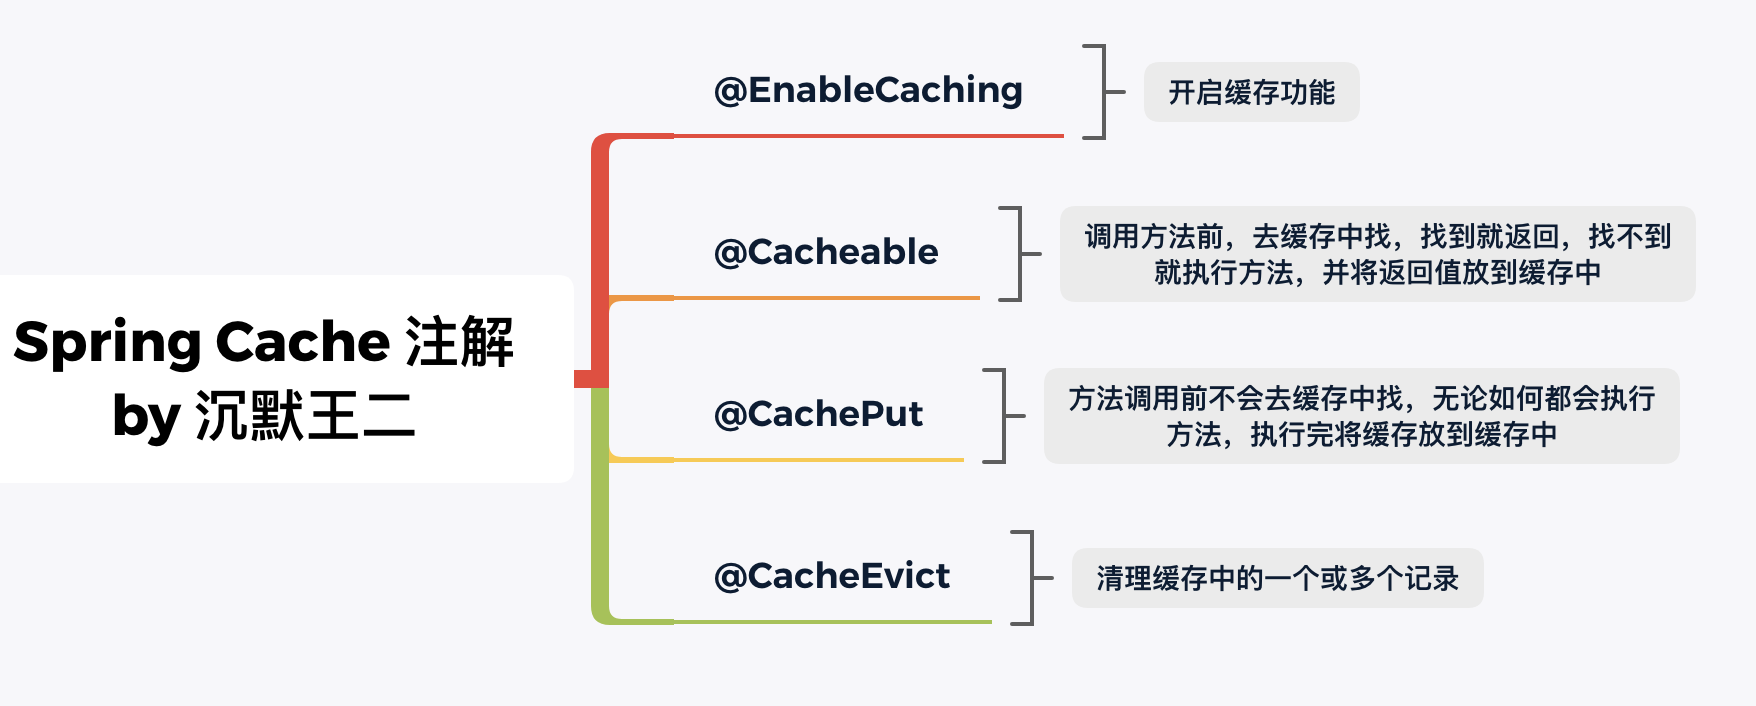 Spring Cache 注解
by 沉默王二
@EnableCaching
开启缓存功能
@Cacheable
调用方法前，去缓存中找，找到就返回，找不到
就执行方法，并将返回值放到缓存中
@CachePut
方法调用前不会去缓存中找，无论如何都会执行
方法，执行完将缓存放到缓存中
@CacheEvict
清理缓存中的一个或多个记录